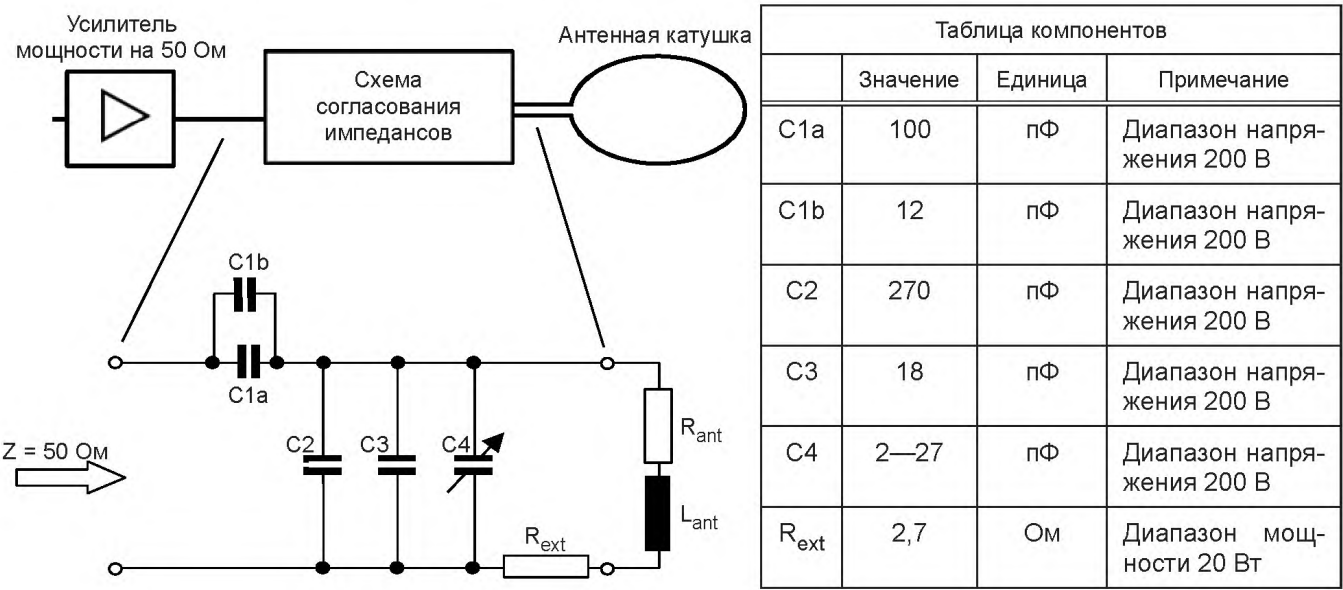 Усилитель
мощности на 50 Ом
Схема
согласования
импедансов
Антенная катушка
C1b
C1a
Z = 50 Ом
C2
C3
C4
R_ant
L_ant
R_ext
Таблица компонентов
Значение Единица Примечание
C1a 100 пФ Диапазон напря-
жения 200 В
C1b 12 пФ Диапазон напря-
жения 200 В
C2 270 пФ Диапазон напря-
жения 200 В
C3 18 пФ Диапазон напря-
жения 200 В
C4 2—27 пФ Диапазон напря-
жения 200 В
R_ext 2,7 Ом Диапазон мощ-
ности 20 Вт